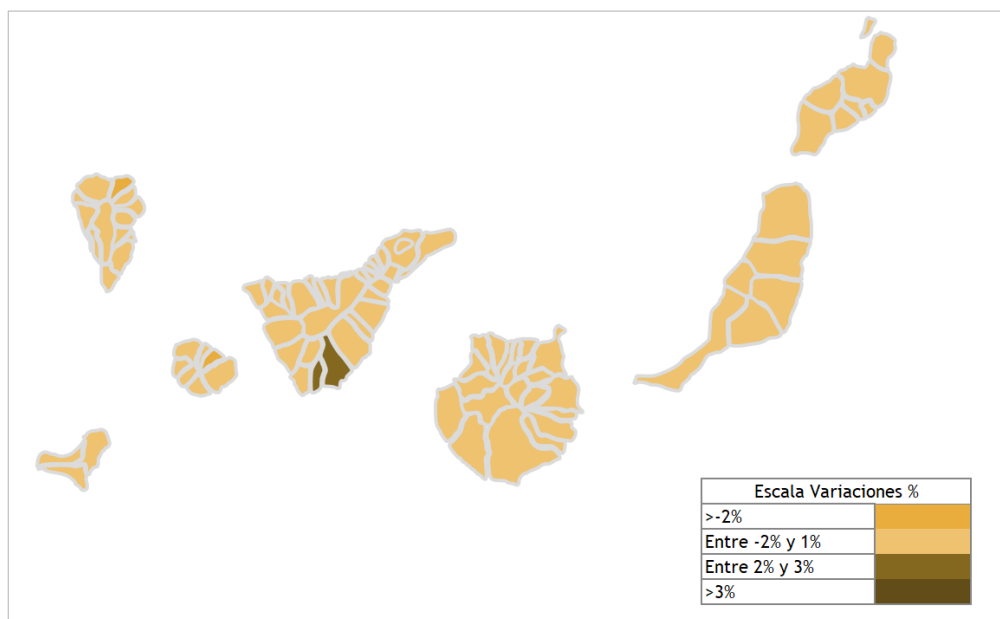 Escala Variaciones %
>-2%
Entre -2% y 1%
Entre 2% y 3%
>3%